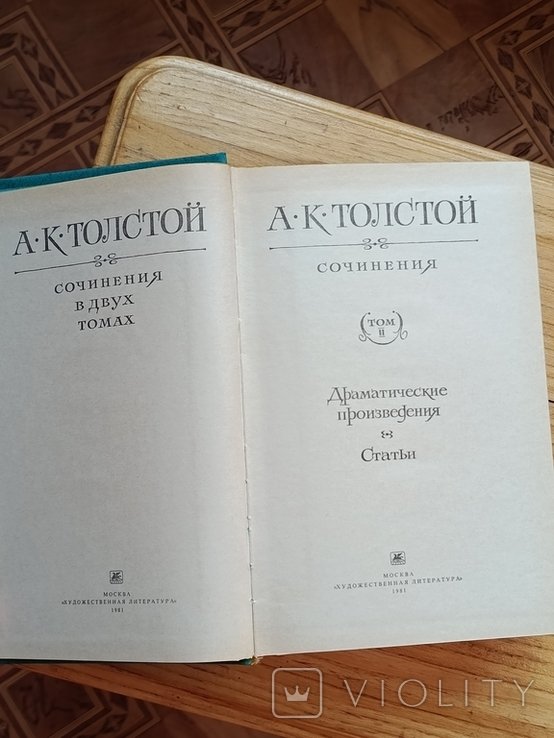 А·К·ТОЛСТОЙ
СОЧИНЕНИЯ
В ДВУХ
ТОМАХ
МОСКВА
«ХУДОЖЕСТВЕННАЯ ЛИТЕРАТУРА»
1981
А·К·ТОЛСТОЙ
СОЧИНЕНИЯ
ТОМ
II
Драматические
произведения
Статьи
МОСКВА
«ХУДОЖЕСТВЕННАЯ ЛИТЕРАТУРА»
1981
VIOLITY